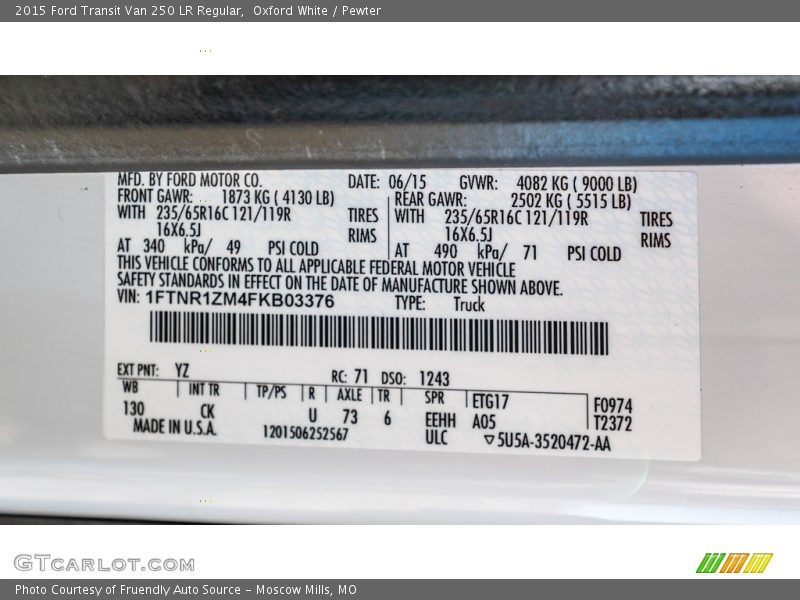 2015 Ford Transit Van 250 LR Regular,  Oxford White / Pewter
MFD. BY FORD MOTOR CO. DATE: 06/15 GVWR: 4082 KG ( 9000 LB)
FRONT GAWR: 1873 KG ( 4130 LB) REAR GAWR: 2502 KG ( 5515 LB)
WITH 235/65R16C 121/119R TIRES WITH 235/65R16C 121/119R TIRES
16X6.5J RIMS 16X6.5J RIMS
AT 340 kPa/ 49 PSI COLD AT 490 kPa/ 71 PSI COLD
THIS VEHICLE CONFORMS TO ALL APPLICABLE FEDERAL MOTOR VEHICLE
SAFETY STANDARDS IN EFFECT ON THE DATE OF MANUFACTURE SHOWN ABOVE.
VIN: 1FTNR1ZM4FKB03376 TYPE: Truck
EXT PNT: YZ RC: 71 DSO: 1243
WB INT TR TP/PS R AXLE TR SPR ETG17 F0974
130 CK U 73 6 EEHH A05 T2372
MADE IN U.S.A. 1201506252567 ULC ▽5U5A-3520472-AA
GTCARLOT.COM
Photo Courtesy of Fruendly Auto Source - Moscow Mills, MO